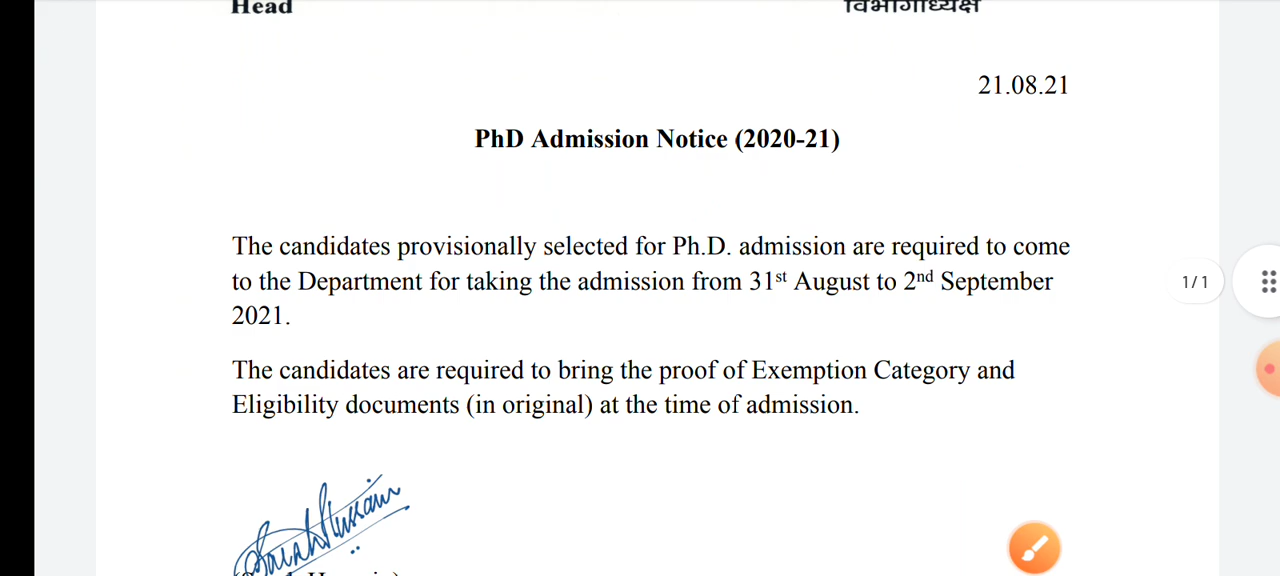 Head विभागाध्यक्ष
21.08.21
PhD Admission Notice (2020-21)
The candidates provisionally selected for Ph.D. admission are required to come
to the Department for taking the admission from 31st August to 2nd September
2021.
1/1
The candidates are required to bring the proof of Exemption Category and
Eligibility documents (in original) at the time of admission.
Hussain